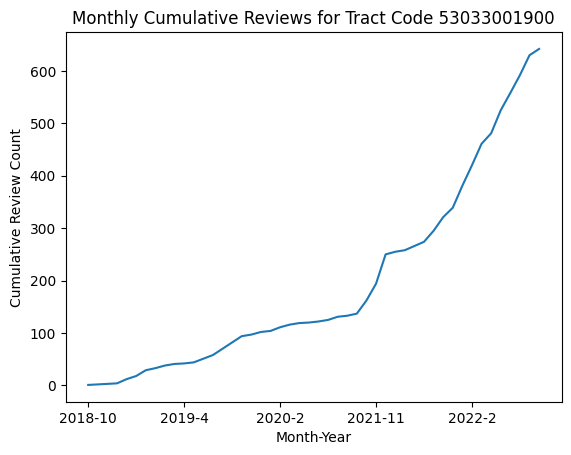 Monthly Cumulative Reviews for Tract Code 53033001900
Cumulative Review Count
600
500
400
300
200
100
0
2018-10 2019-4 2020-2 2021-11 2022-2
Month-Year